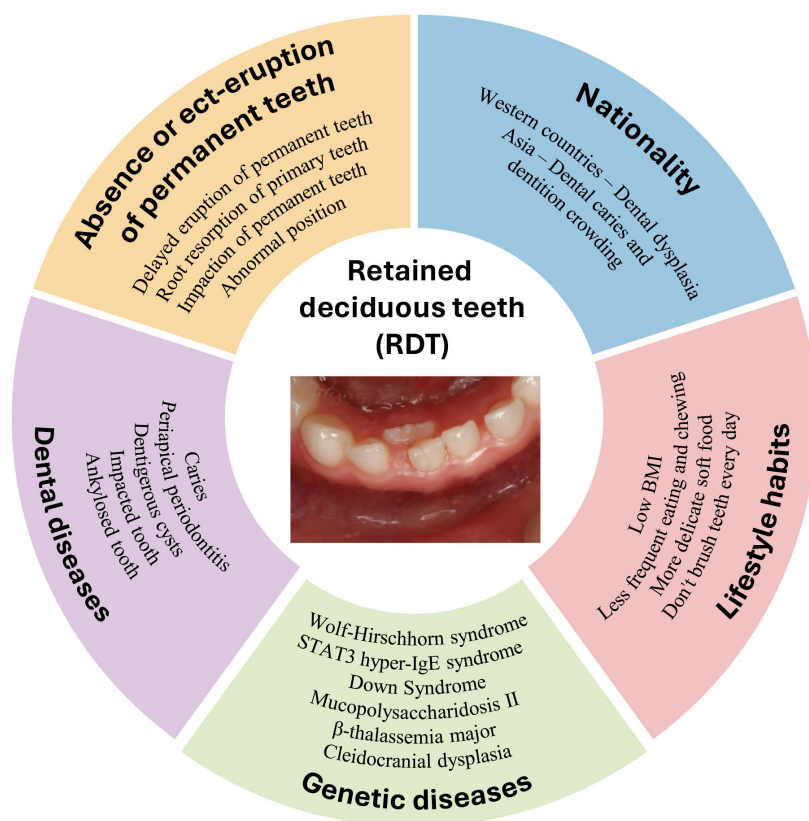 Absence or ect-eruption
of permanent teeth
Delayed eruption of permanent teeth
Root resorption of primary teeth
Impaction of permanent teeth
Abnormal position
Nationality
Western countries – Dental dysplasia
Asia – Dental caries and
dentition crowding
Retained
deciduous teeth
(RDT)
Lifestyle habits
Low BMI
Less frequent eating and chewing
More delicate soft food
Don't brush teeth every day
Dental diseases
Caries
Periapical periodontitis
Dentigerous cysts
Impacted tooth
Ankylosed tooth
Wolf-Hirschhorn syndrome
STAT3 hyper-IgE syndrome
Down Syndrome
Mucopolysaccharidosis II
β-thalassemia major
Cleidocranial dysplasia
Genetic diseases